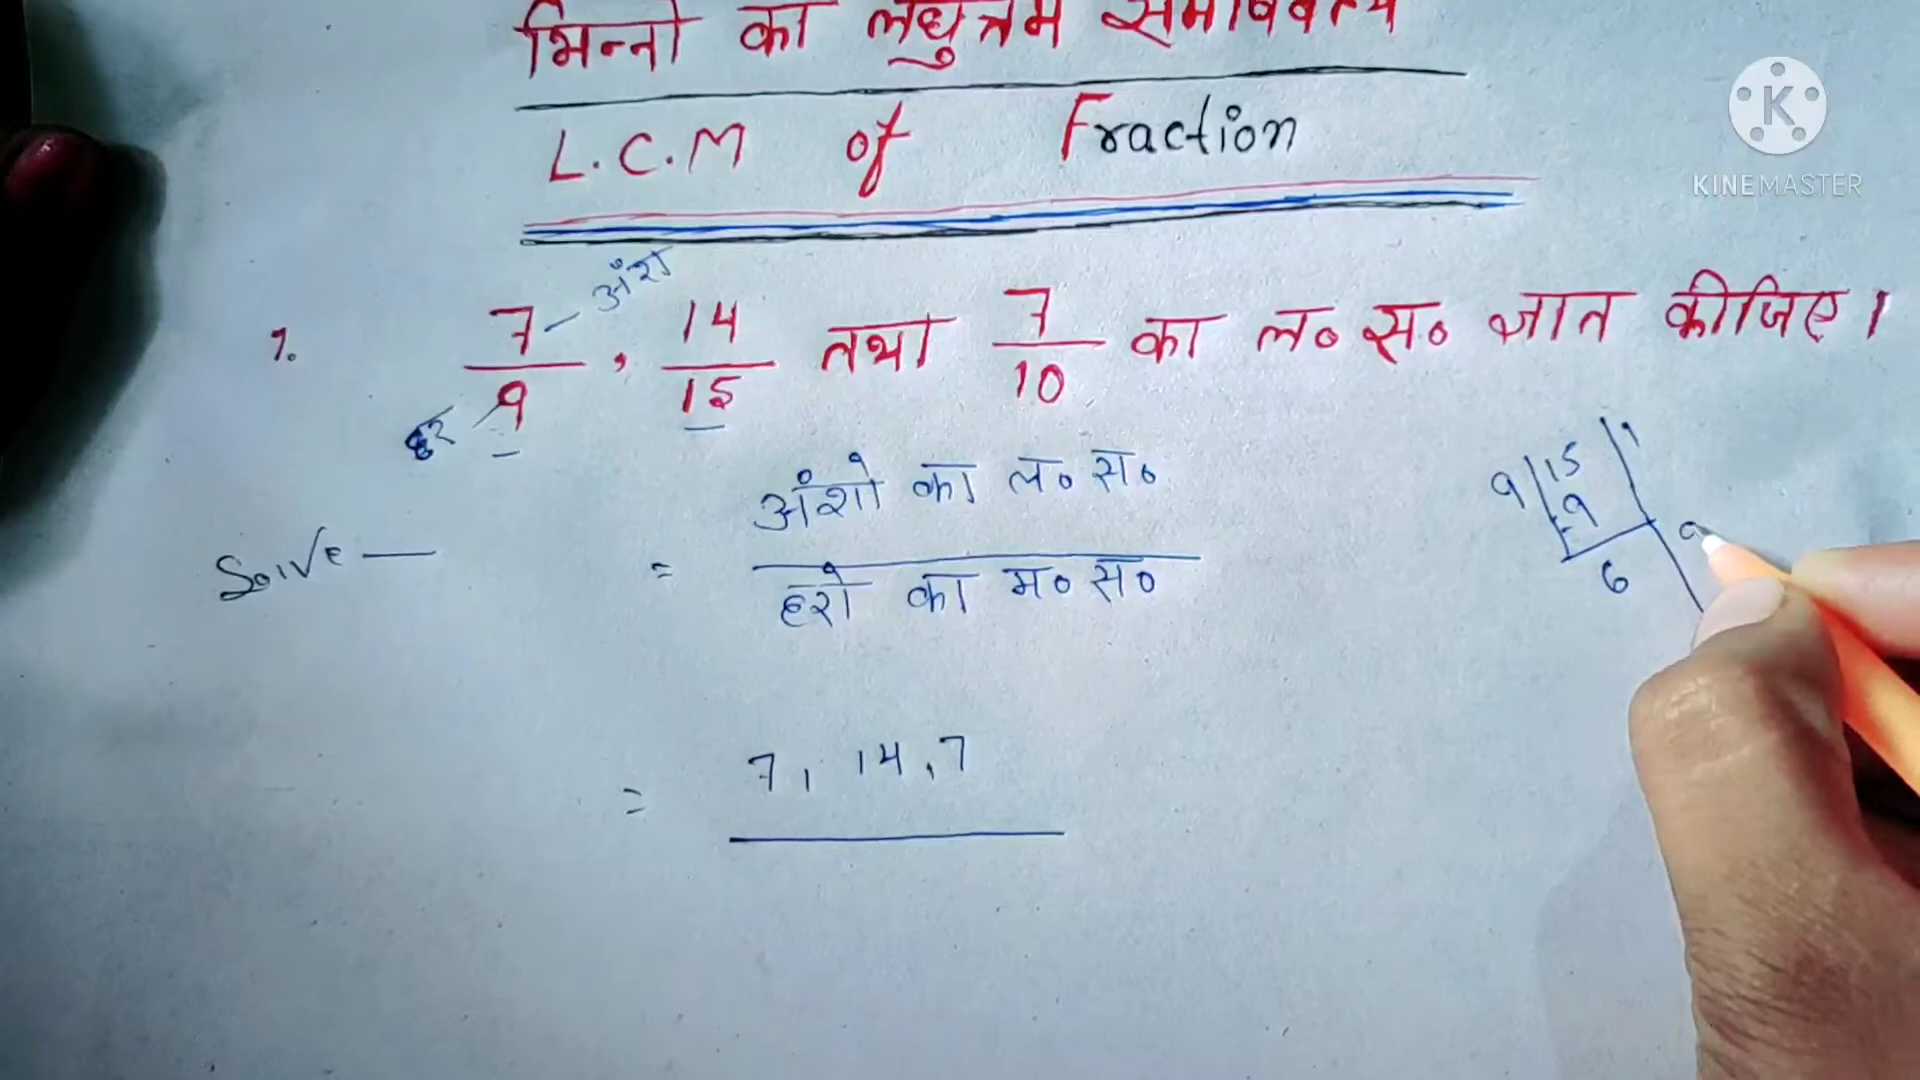 भिन्नो का लघुत्तम समापवर्त्य
L.C.M of Fraction
K
KINEMASTER
अंश
1. 7/9 , 14/15 तथा 7/10 का ल० स० ज्ञात कीजिए।
हर
Solve — = अंशो का ल० स० / हरो का म० स०
9 15 1
9
6
= 7, 14, 7